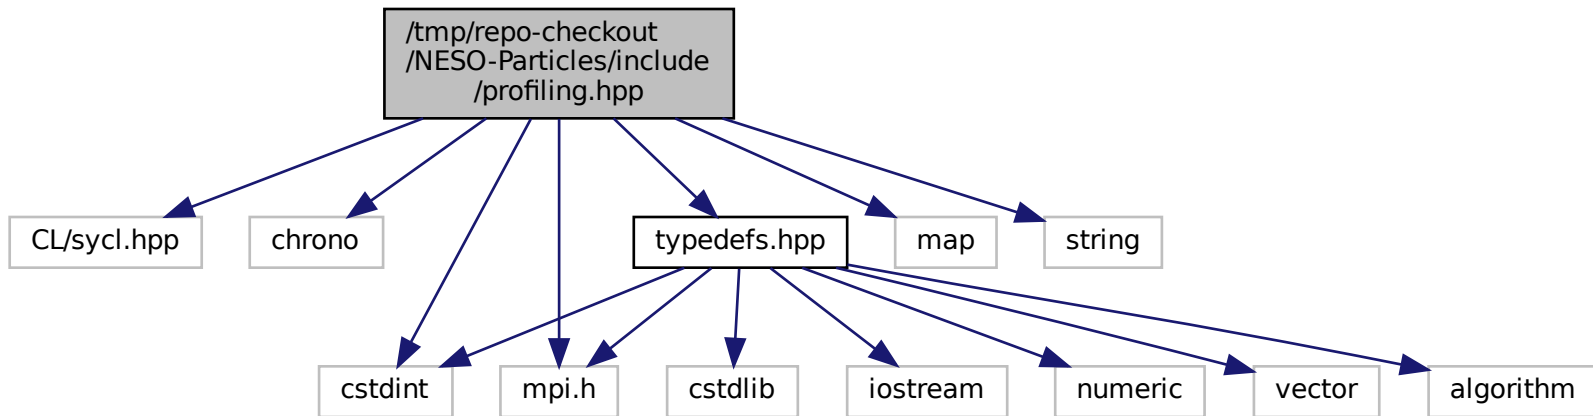 /tmp/repo-checkout
/NESO-Particles/include
/profiling.hpp
CL/sycl.hpp
chrono
typedefs.hpp
map
string
cstdint
mpi.h
cstdlib
iostream
numeric
vector
algorithm